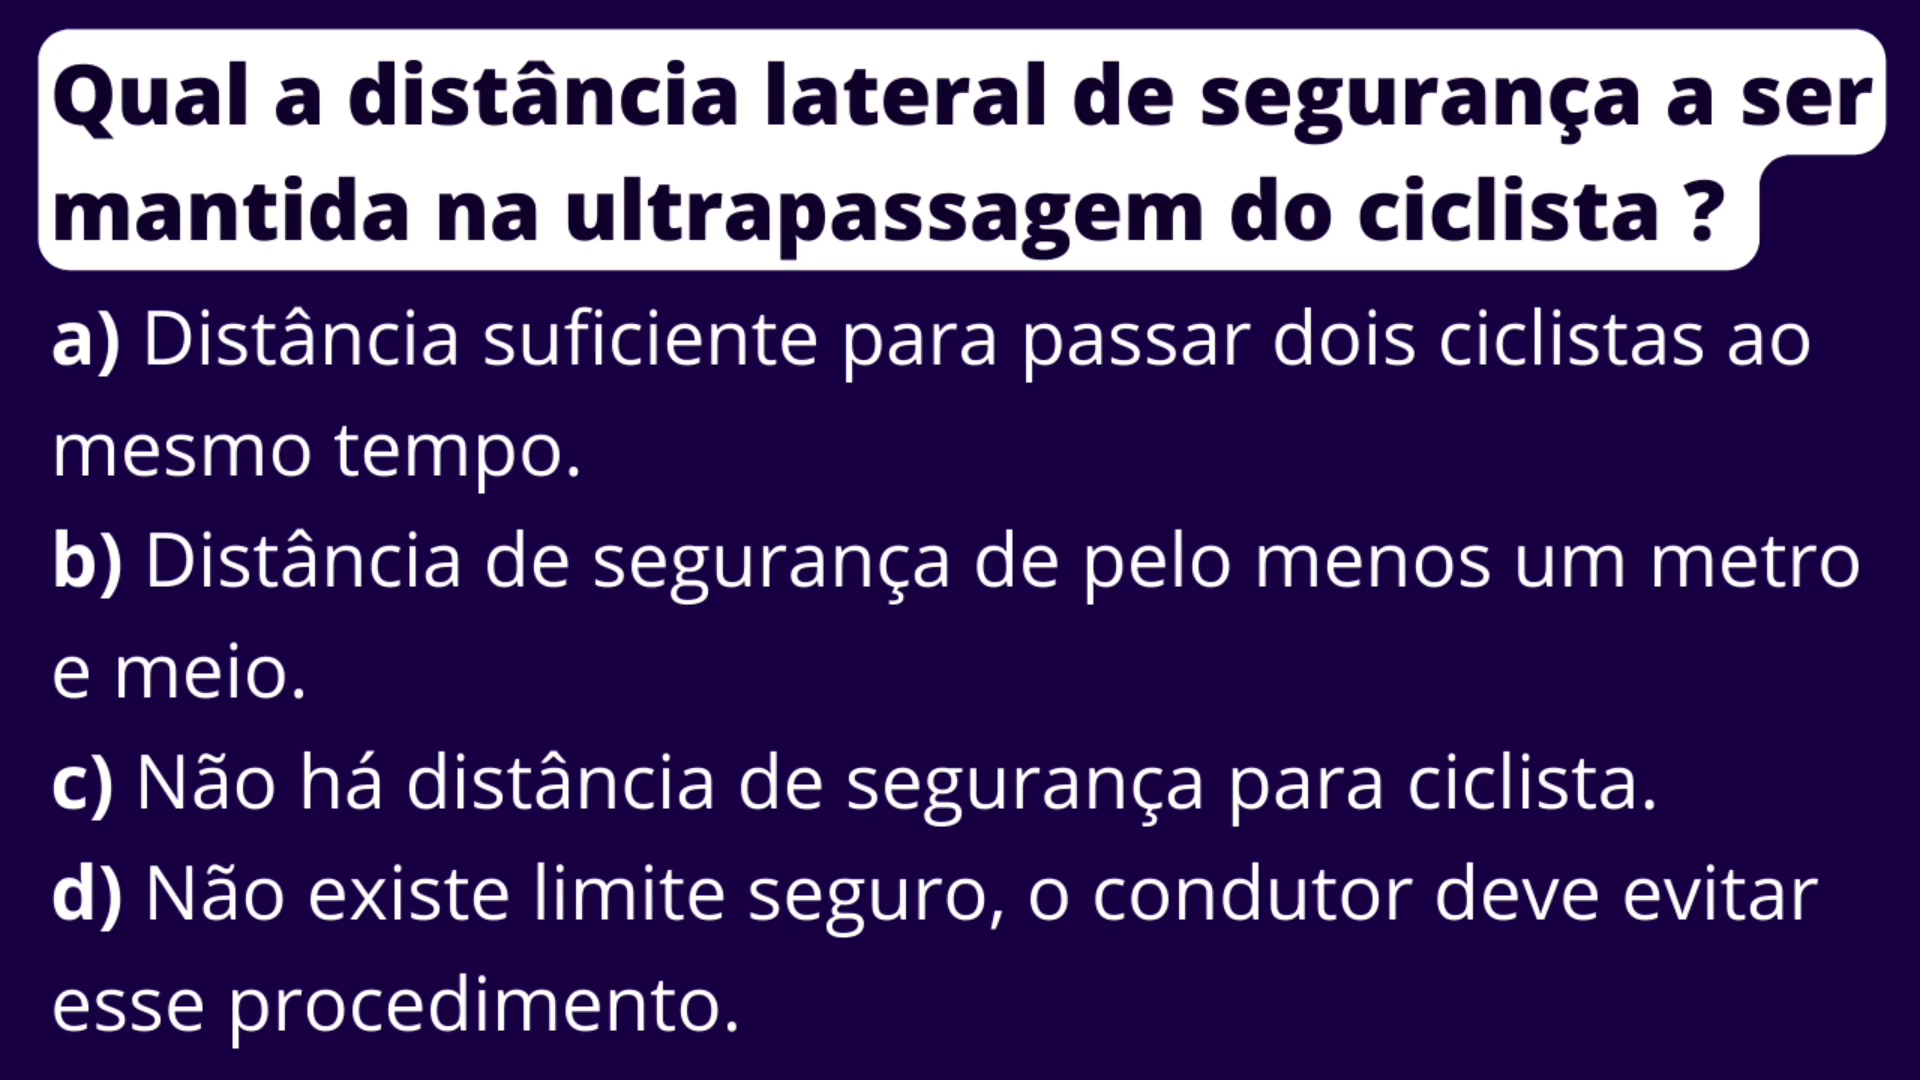 Qual a distância lateral de segurança a ser
mantida na ultrapassagem do ciclista ?
a) Distância suficiente para passar dois ciclistas ao
mesmo tempo.
b) Distância de segurança de pelo menos um metro
e meio.
c) Não há distância de segurança para ciclista.
d) Não existe limite seguro, o condutor deve evitar
esse procedimento.